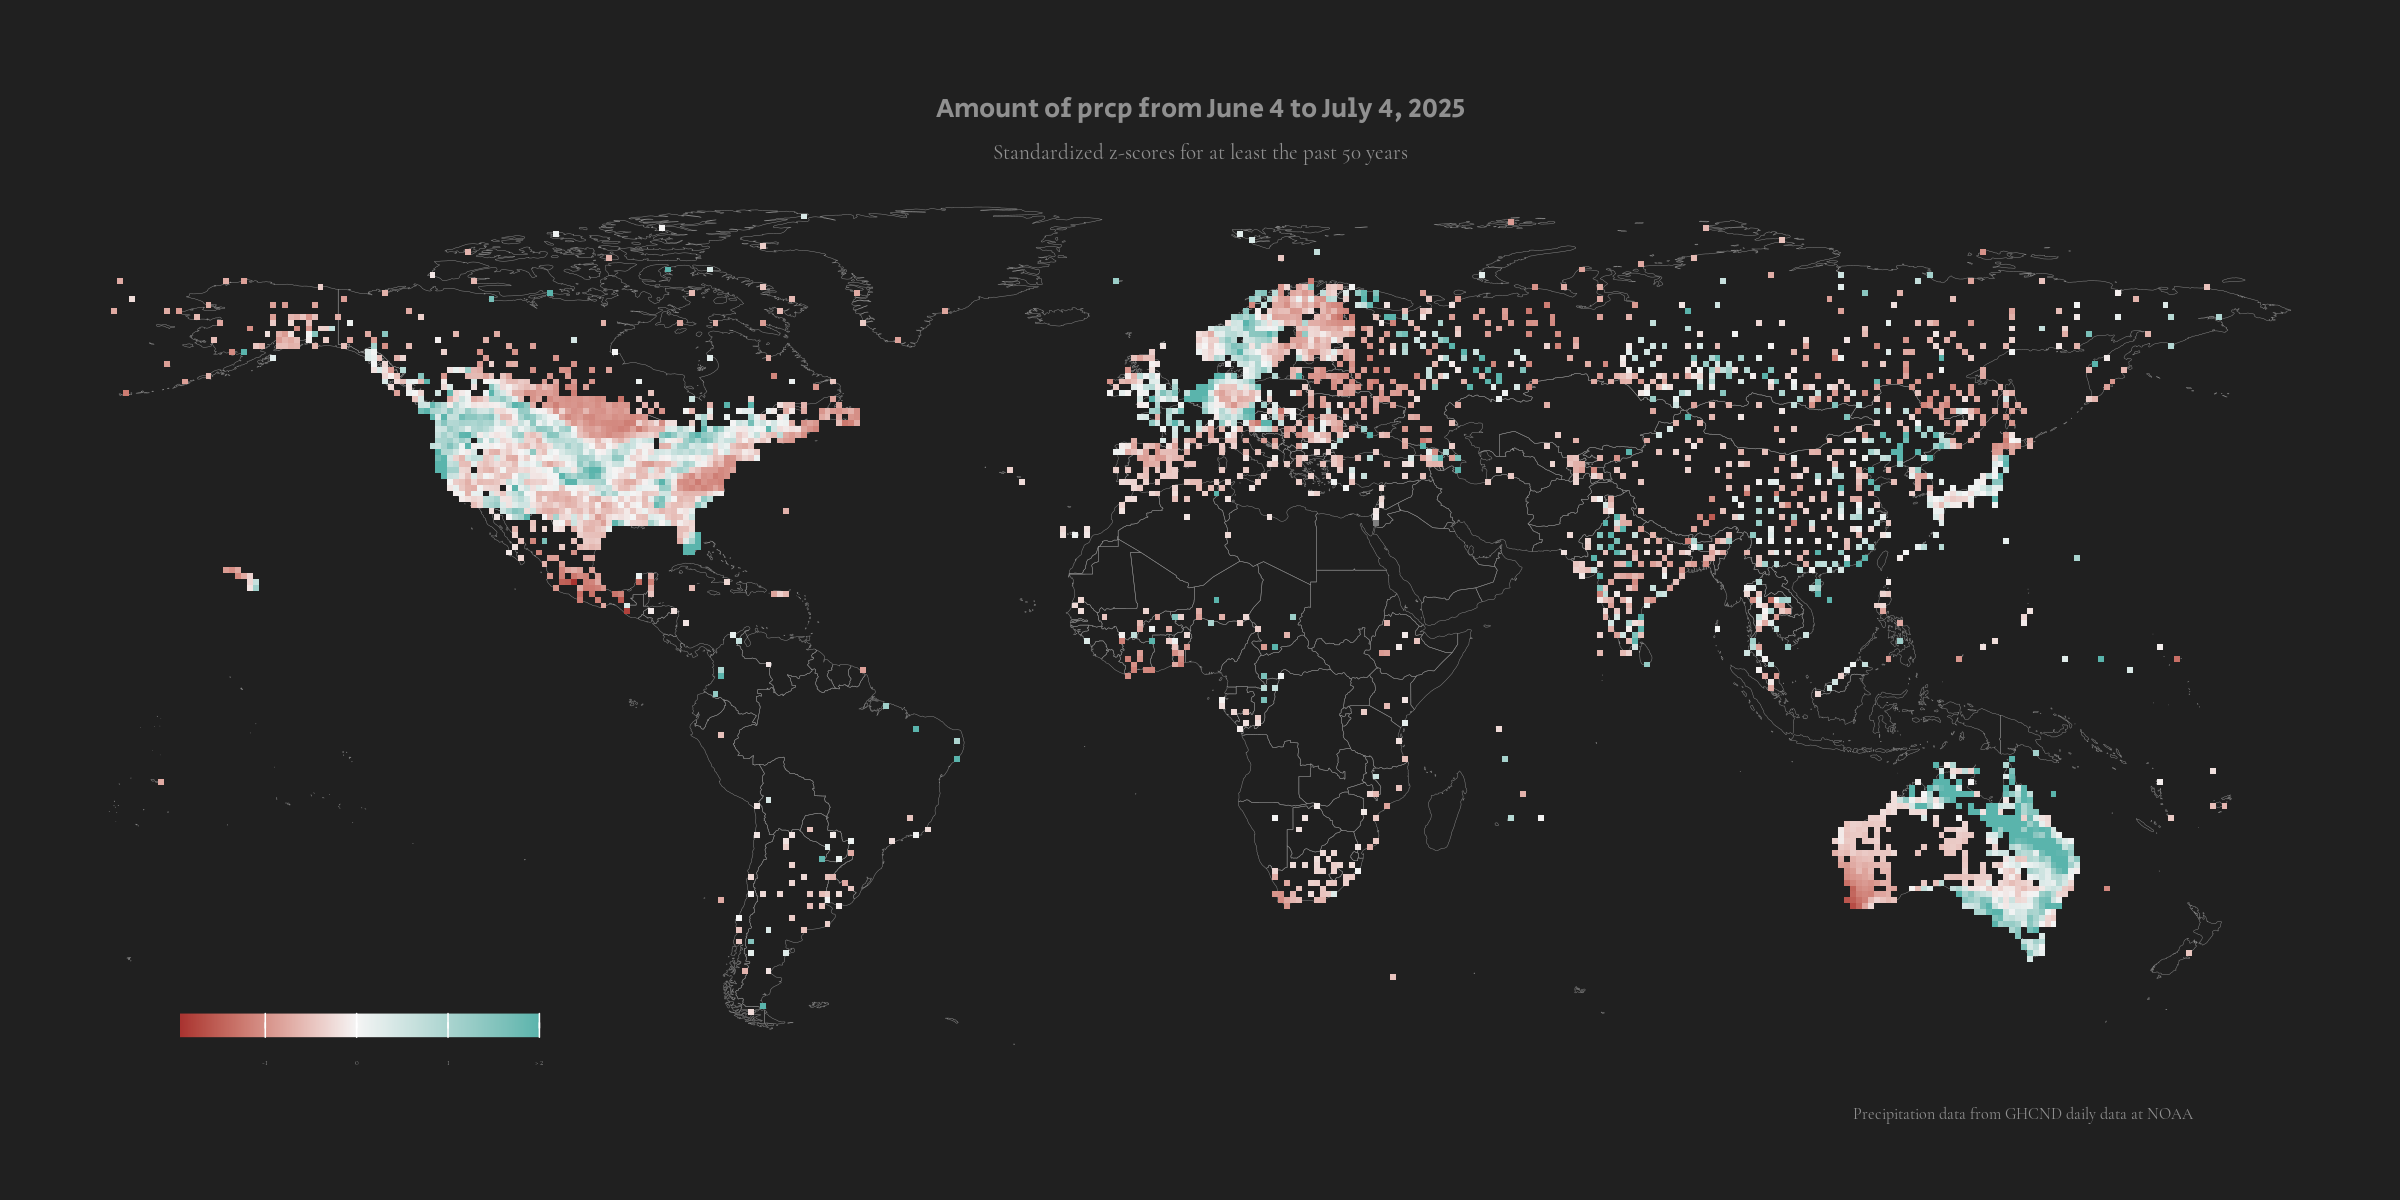 Amount of prcp from June 4 to July 4, 2025
Standardized z-scores for at least the past 50 years
-1 0 1 2
Precipitation data from GHCND daily data at NOAA